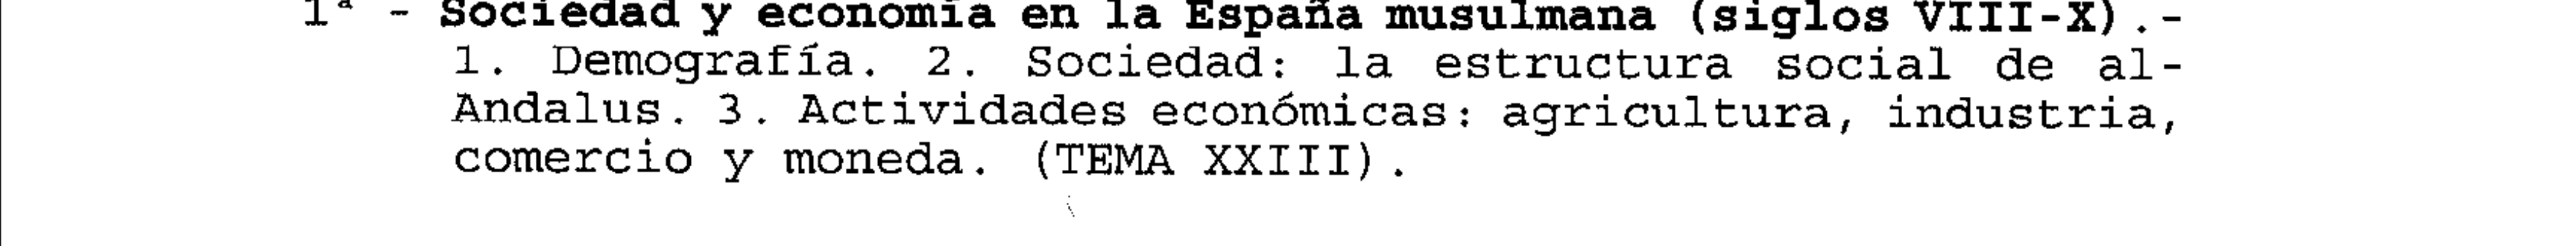 1ª - Sociedad y economía en la España musulmana (siglos VIII-X).-
1. Demografía. 2. Sociedad: la estructura social de al-
Andalus. 3. Actividades económicas: agricultura, industria,
comercio y moneda. (TEMA XXIII).